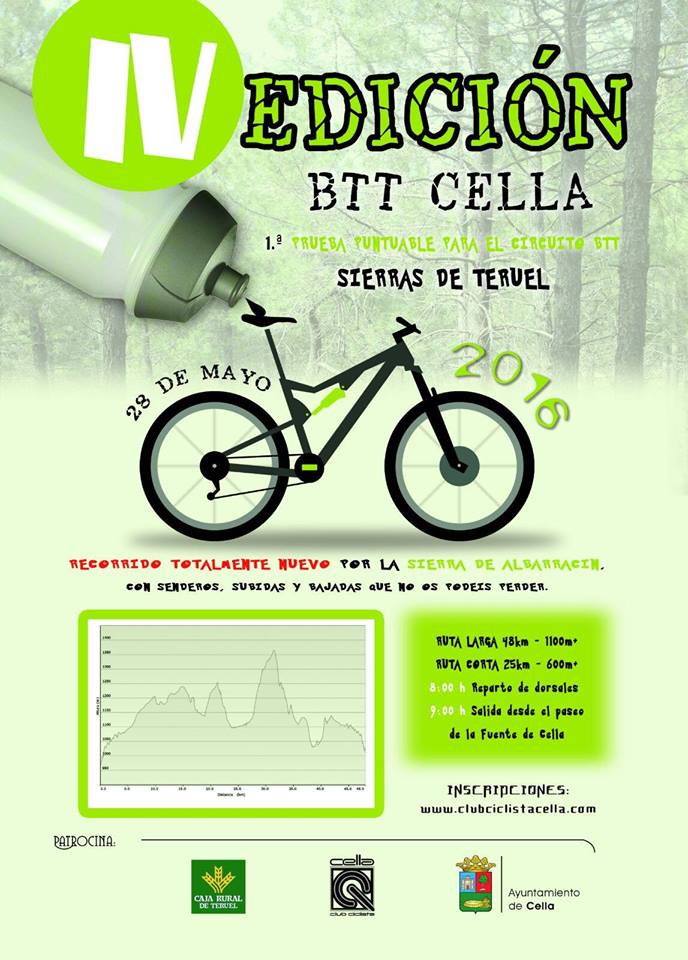 IV EDICIÓN
BTT CELLA
1.ª PRUEBA PUNTUABLE PARA EL CIRCUITO BTT
SIERRAS DE TERUEL
28 DE MAYO
2016
RECORRIDO TOTALMENTE NUEVO POR LA SIERRA DE ALBARRACIN,
CON SENDEROS, SUBIDAS Y BAJADAS QUE NO OS PODEIS PERDER.
RUTA LARGA 48km - 1100m+
RUTA CORTA 25km - 600m+
8:00 h Reparto de dorsales
9:00 h Salida desde el paseo
de la Fuente de Cella
Distance (km)
INSCRIPCIONES:
www.clubciclistacella.com
PATROCINA:
CAJA RURAL
DE TERUEL
cella
club ciclista
Ayuntamiento
de Cella